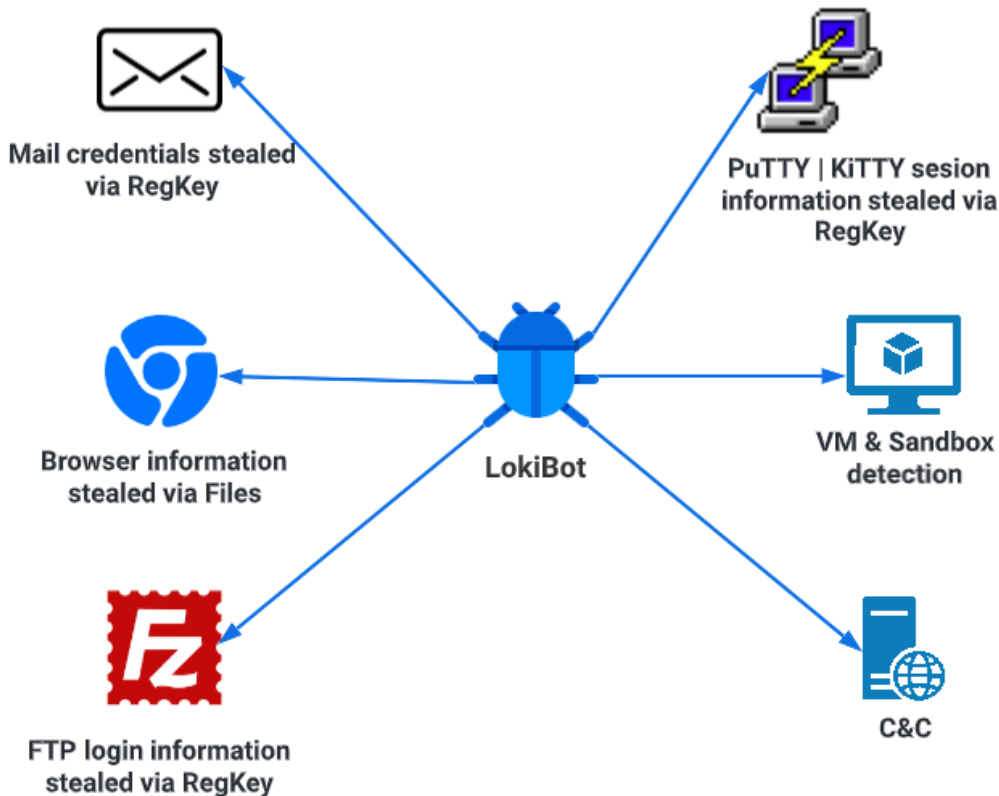 Mail credentials stealed
via RegKey
PuTTY | KiTTY sesion
information stealed via
RegKey
Browser information
stealed via Files
LokiBot
VM & Sandbox
detection
Fz
FTP login information
stealed via RegKey
C&C